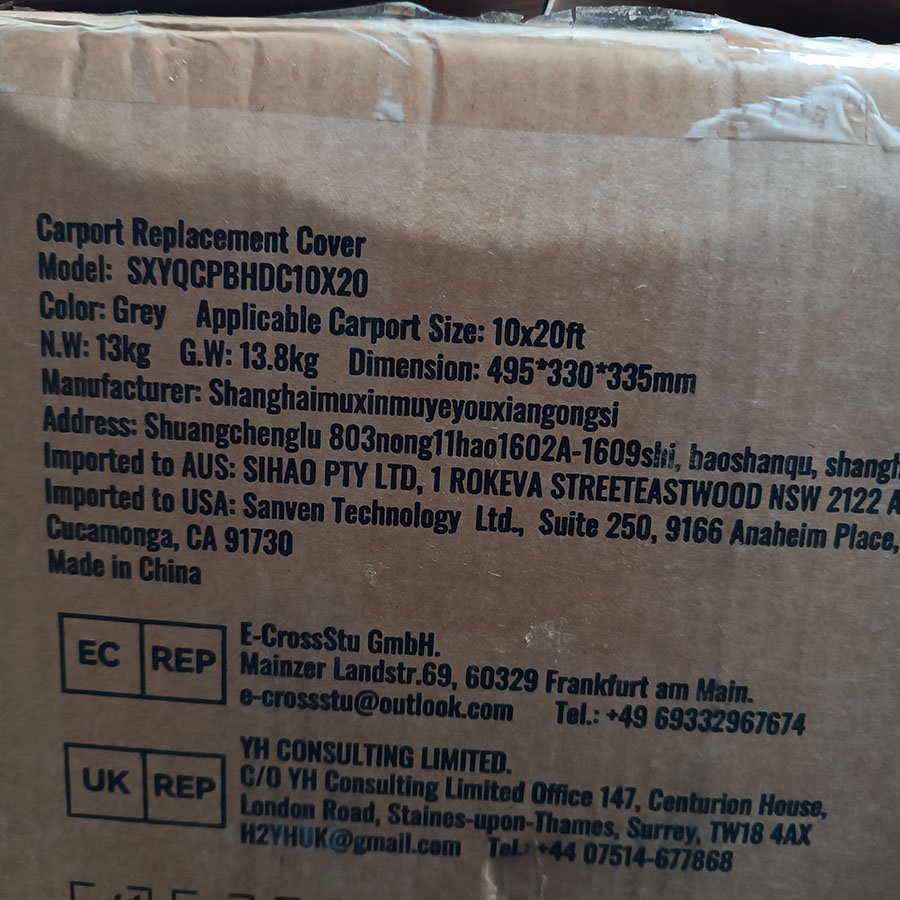 Carport Replacement Cover
Model: SXYQCPBHDC10X20
Color: Grey Applicable Carport Size: 10x20ft
N.W: 13kg G.W: 13.8kg Dimension: 495*330*335mm
Manufacturer: Shanghaimuxinmuyeyouxiangongsi
Address: Shuangchenglu 803nong11hao1602A-1609shi, baoshanqu, shangh
Imported to AUS: SIHAO PTY LTD, 1 ROKEVA STREETEASTWOOD NSW 2122 A
Imported to USA: Sanven Technology Ltd., Suite 250, 9166 Anaheim Place,
Cucamonga, CA 91730
Made in China
EC REP
E-CrossStu GmbH.
Mainzer Landstr.69, 60329 Frankfurt am Main.
e-crossstu@outlook.com Tel.: +49 69332967674
UK REP
YH CONSULTING LIMITED.
C/O YH Consulting Limited Office 147, Centurion House,
London Road, Staines-upon-Thames, Surrey, TW18 4AX
H2YHUK@gmail.com Tel.: +44 07514-677868